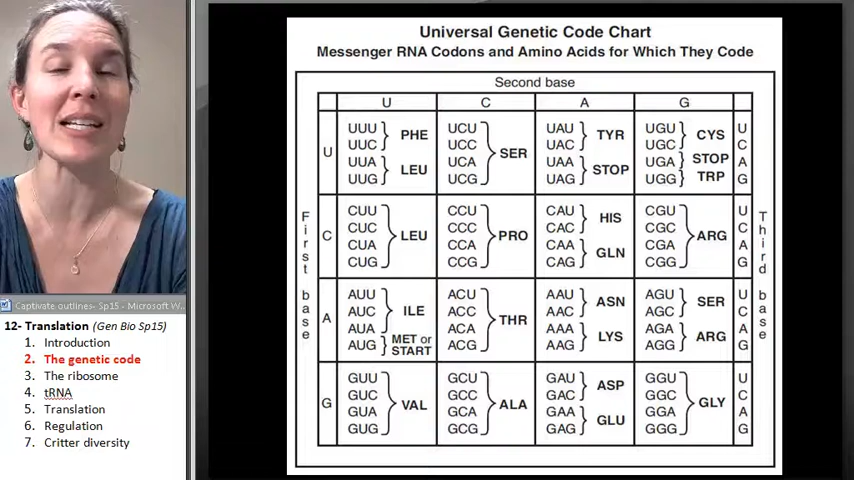 Universal Genetic Code Chart
Messenger RNA Codons and Amino Acids for Which They Code
Second base
U C A G
First base
Third base
U
UUU
UUC
PHE
UUA
UUG
LEU
UCU
UCC
UCA
UCG
SER
UAU
UAC
TYR
UAA
UAG
STOP
UGU
UGC
CYS
UGA
STOP
UGG
TRP
U
C
A
G
C
CUU
CUC
CUA
CUG
LEU
CCU
CCC
CCA
CCG
PRO
CAU
CAC
HIS
CAA
CAG
GLN
CGU
CGC
CGA
CGG
ARG
U
C
A
G
A
AUU
AUC
AUA
ILE
AUG
MET or
START
ACU
ACC
ACA
ACG
THR
AAU
AAC
ASN
AAA
AAG
LYS
AGU
AGC
SER
AGA
AGG
ARG
U
C
A
G
G
GUU
GUC
GUA
GUG
VAL
GCU
GCC
GCA
GCG
ALA
GAU
GAC
ASP
GAA
GAG
GLU
GGU
GGC
GGA
GGG
GLY
U
C
A
G
Captivate outlines- Sp15 - Microsoft W.
12- Translation (Gen Bio Sp15)
1. Introduction
2. The genetic code
3. The ribosome
4. tRNA
5. Translation
6. Regulation
7. Critter diversity